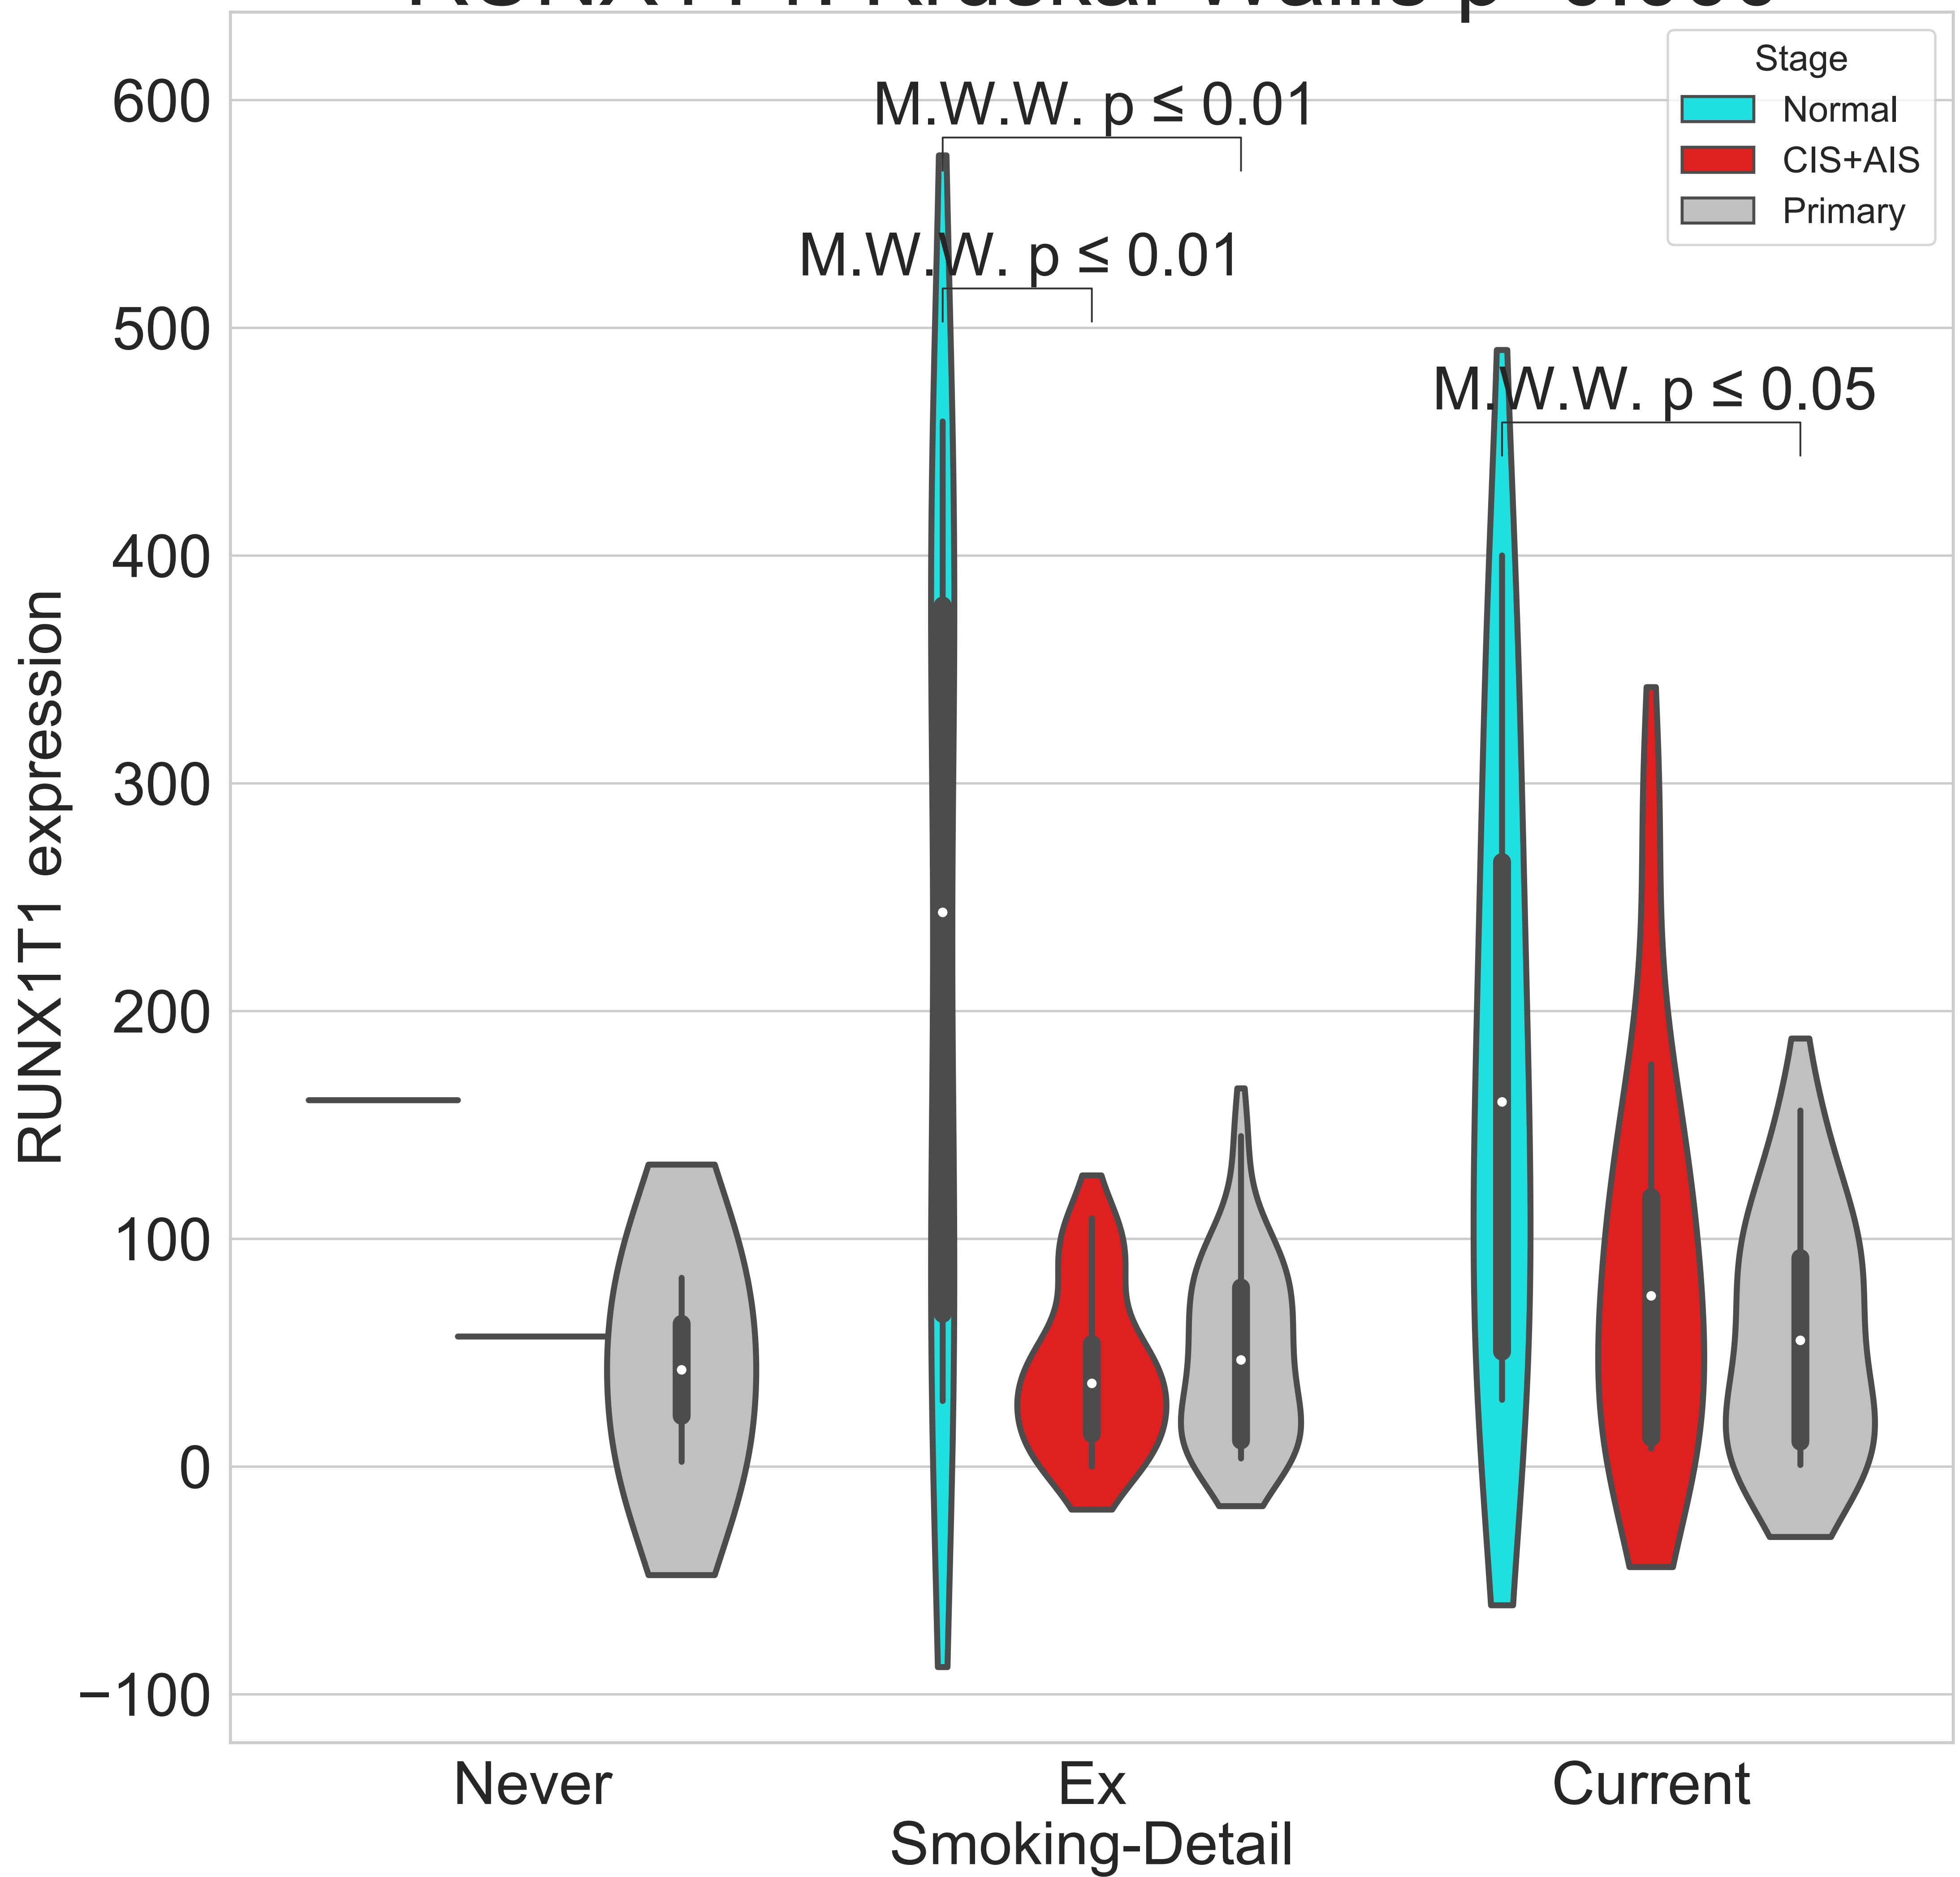 Stage
Normal
CIS+AIS
Primary
M.W.W. p ≤ 0.01
M.W.W. p ≤ 0.01
M.W.W. p ≤ 0.05
600
500
400
300
200
100
0
−100
RUNX1T1 expression
Never
Ex
Current
Smoking-Detail